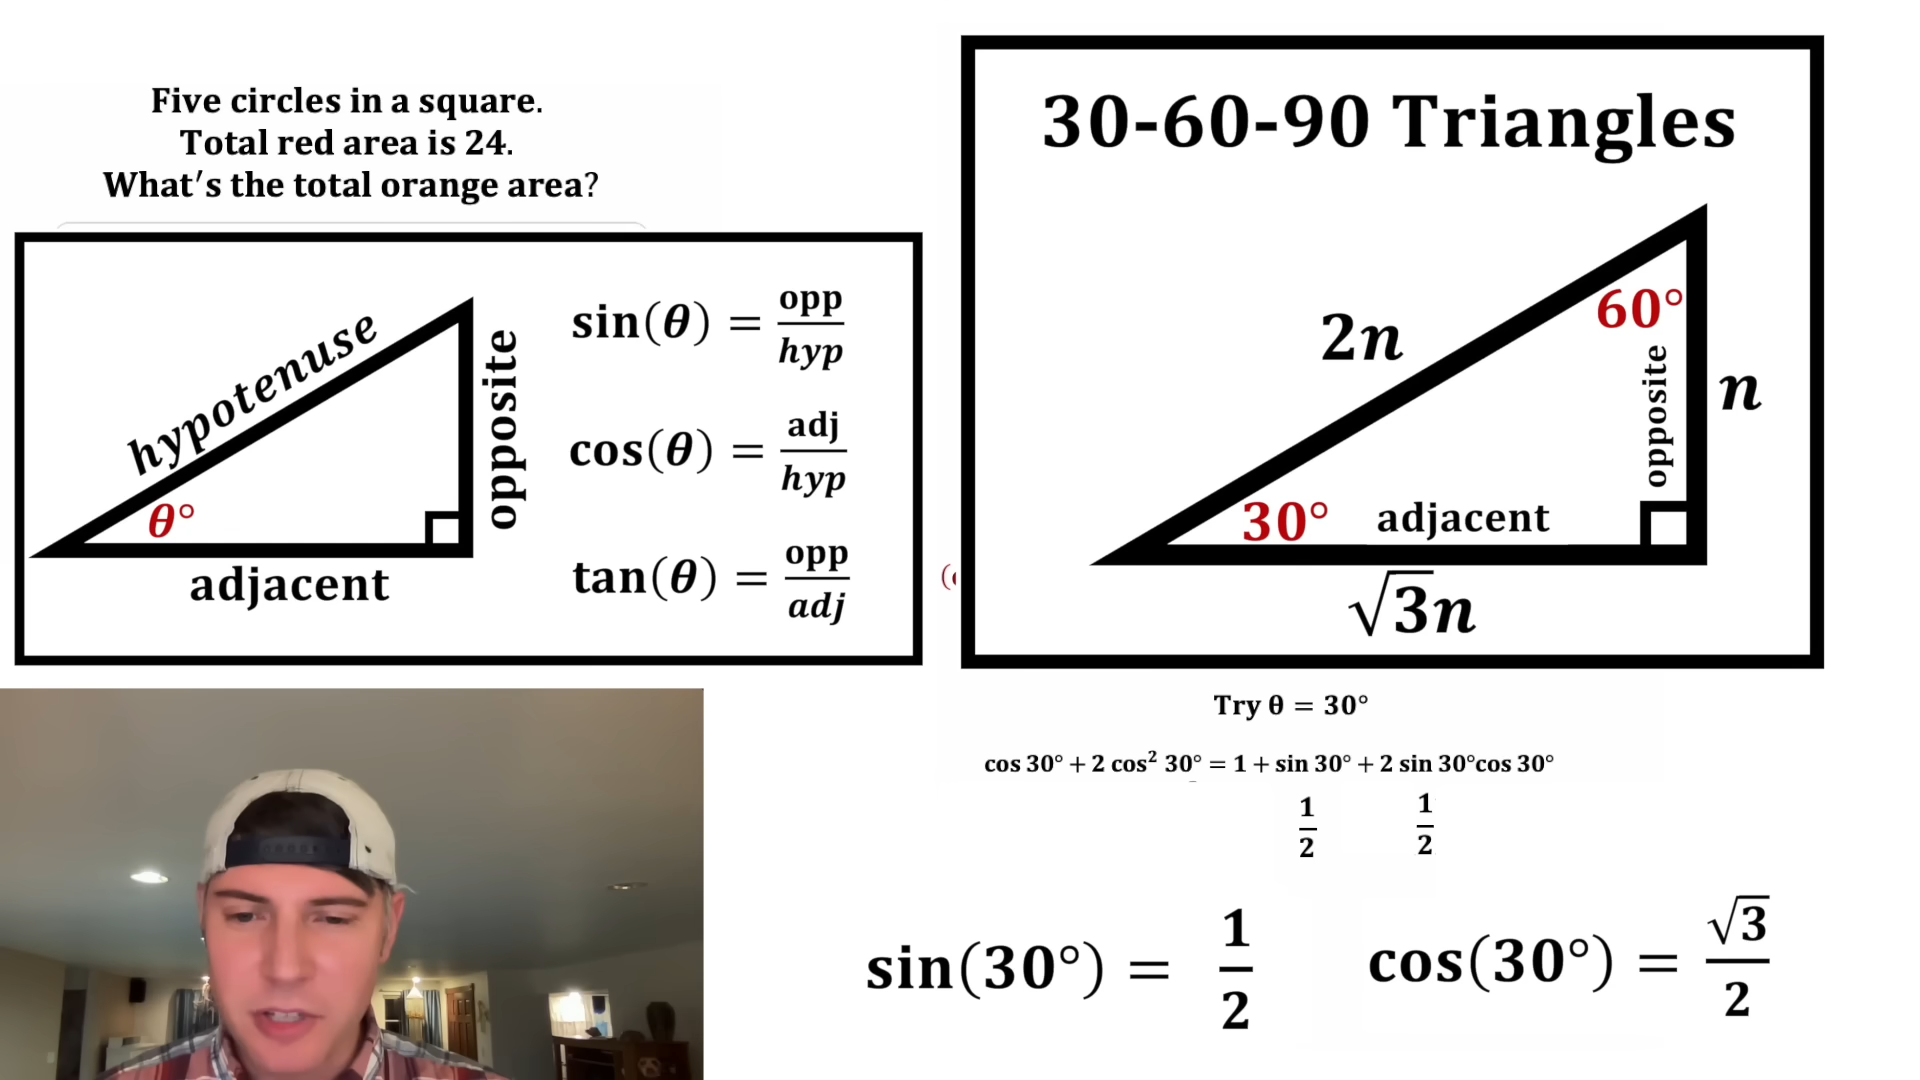 Five circles in a square.
Total red area is 24.
What's the total orange area?
hypotenuse
opposite
θ°
adjacent
sin(θ) = opp/hyp
cos(θ) = adj/hyp
tan(θ) = opp/adj
30-60-90 Triangles
60°
2n
opposite
n
30°
adjacent
√3n
Try θ = 30°
cos 30° + 2 cos² 30° = 1 + sin 30° + 2 sin 30°cos 30°
1/2 1/2
sin(30°) = 1/2
cos(30°) = √3/2